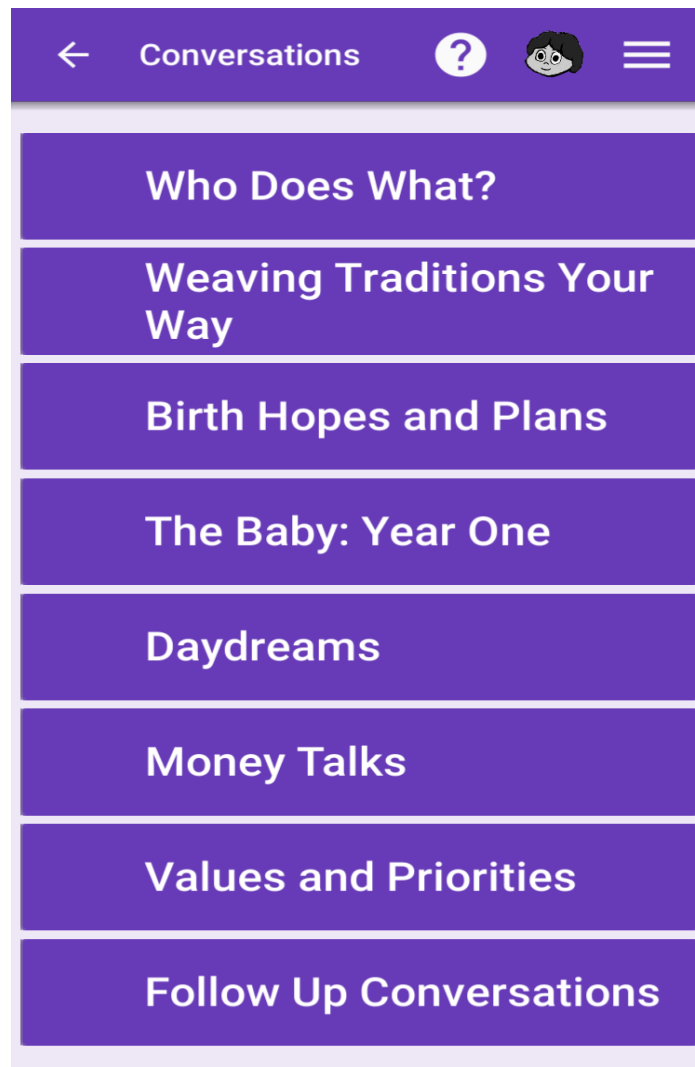 Conversations
?
Who Does What?
Weaving Traditions Your
Way
Birth Hopes and Plans
The Baby: Year One
Daydreams
Money Talks
Values and Priorities
Follow Up Conversations